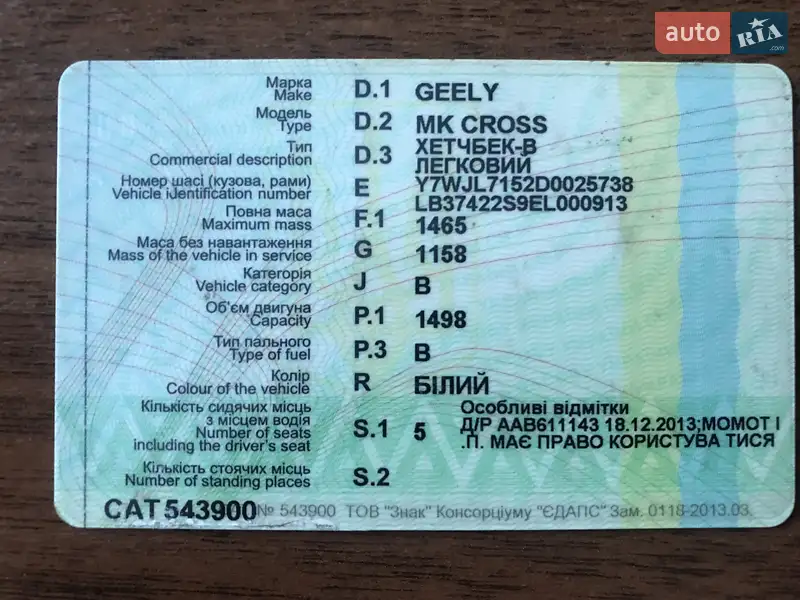 auto RIA .com
Марка D.1 GEELY
Make
Модель D.2 MK CROSS
Type
Тип D.3 ХЕТЧБЕК-В
Commercial description ЛЕГКОВИЙ
Номер шасі (кузова, рами) E Y7WJL7152D0025738
Vehicle identification number LB37422S9EL000913
Повна маса F.1 1465
Maximum mass
Маса без навантаження G 1158
Mass of the vehicle in service
Категорія J B
Vehicle category
Об'єм двигуна P.1 1498
Capacity
Тип пального P.3 B
Type of fuel
Колір R БІЛИЙ
Colour of the vehicle
Кількість сидячих місць Особливі відмітки
з місцем водія S.1 5 Д/Р ААВ611143 18.12.2013;МОМОТ І
Number of seats .П. МАЄ ПРАВО КОРИСТУВА ТИСЯ
including the driver's seat
Кількість стоячих місць S.2
Number of standing places
САТ543900 № 543900 ТОВ "Знак" Консорціуму "ЄДАПС" Зам. 0118-2013.03.